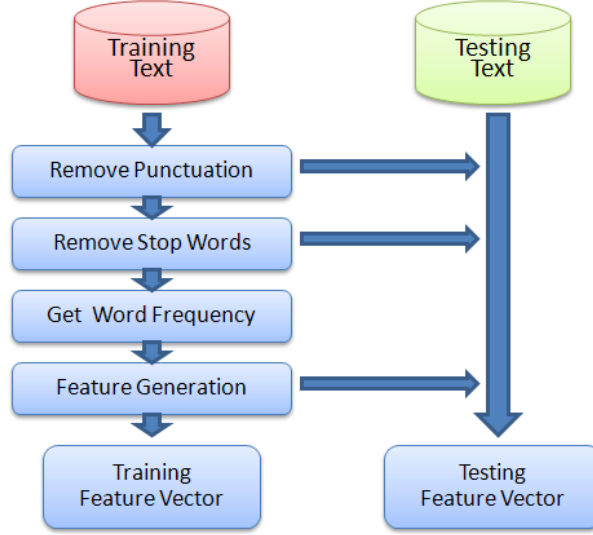 Training
Text
Testing
Text
Remove Punctuation
Remove Stop Words
Get Word Frequency
Feature Generation
Training
Feature Vector
Testing
Feature Vector